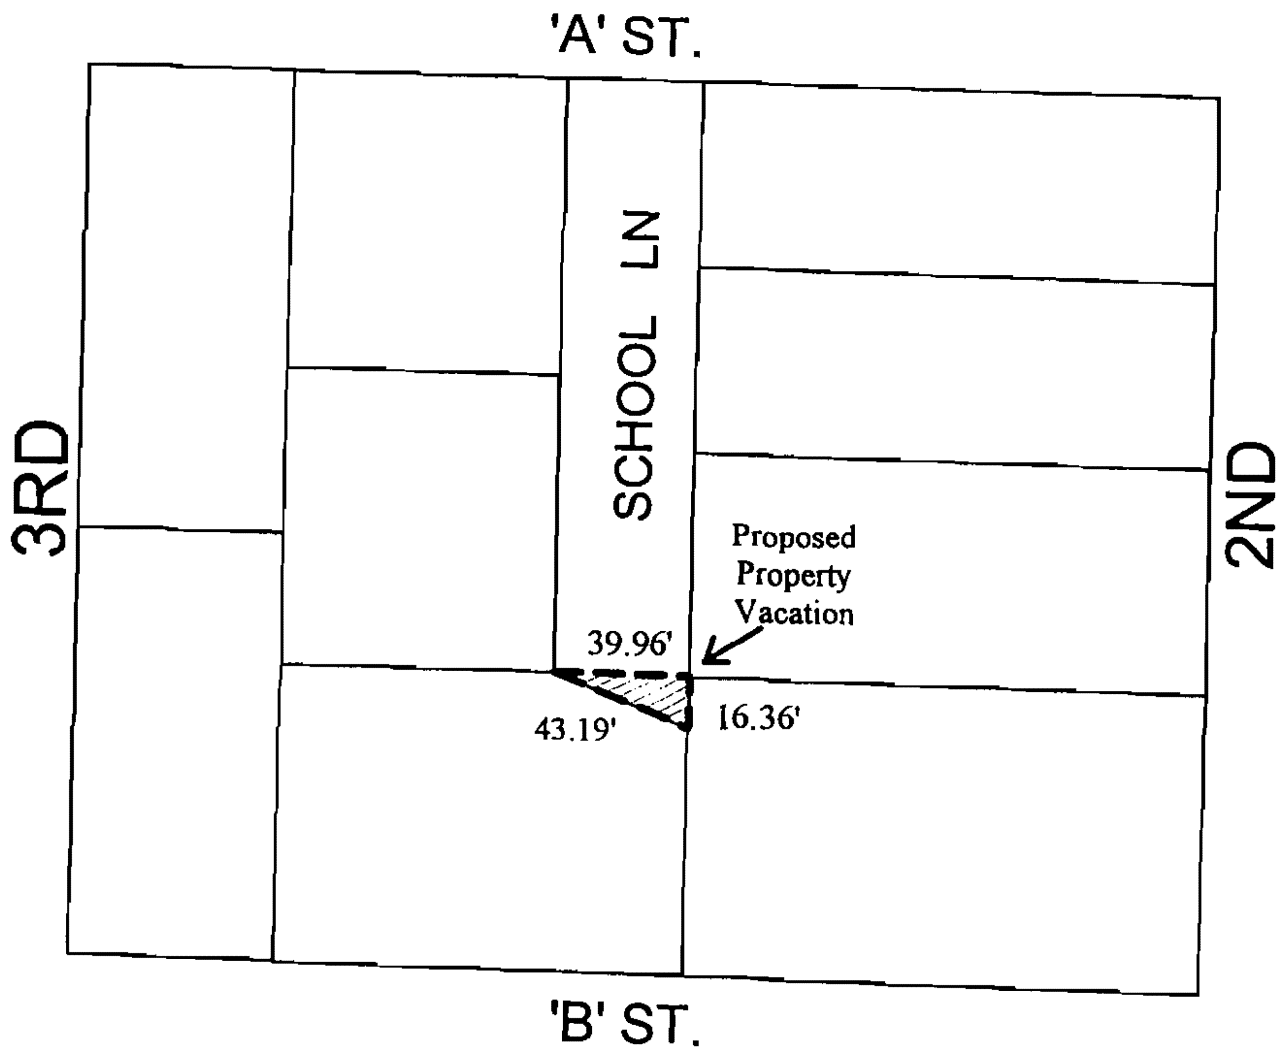 'A' ST.
SCHOOL LN
3RD
2ND
Proposed
Property
Vacation
39.96'
43.19'
16.36'
'B' ST.